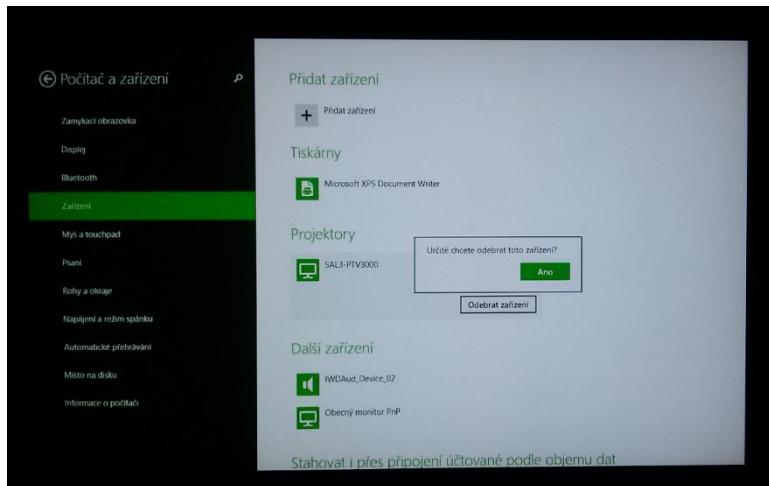 Počítač a zařízení
Zamykací obrazovka
Displej
Bluetooth
Zařízení
Myš a touchpad
Psaní
Rohy a okraje
Napájení a režim spánku
Automatické přehrávání
Místo na disku
Informace o počítači
Přidat zařízení
Přidat zařízení
Tiskárny
Microsoft XPS Document Writer
Projektory
SAL3-PTV3000
Určitě chcete odebrat toto zařízení?
Ano
Odebrat zařízení
Další zařízení
IWDAud_Device_02
Obecný monitor PnP
Stahovat i přes připojení účtované podle objemu dat